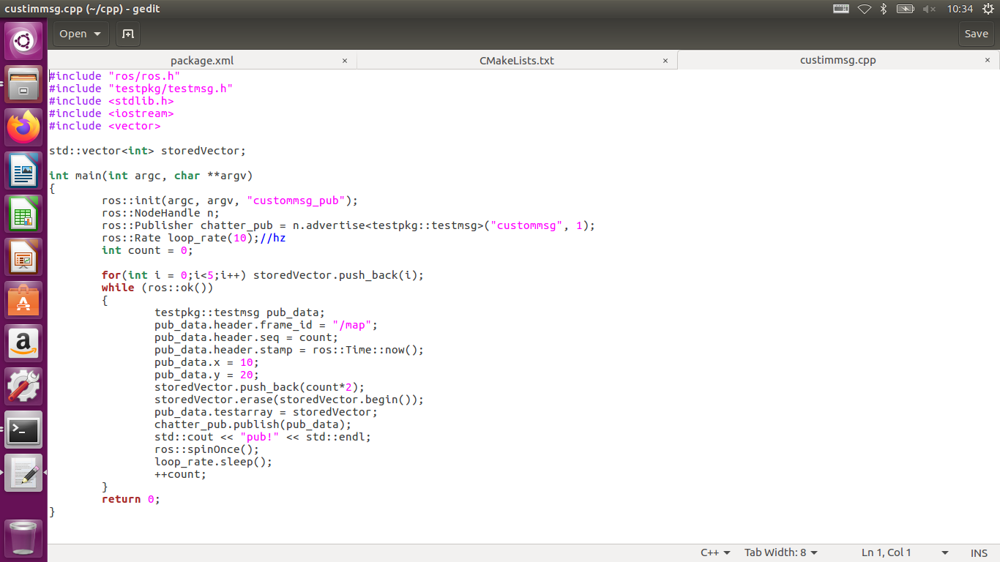 custimmsg.cpp (~/cpp) - gedit
10:34
Open
Save
package.xml × CMakeLists.txt × custimmsg.cpp ×
#include "ros/ros.h"
#include "testpkg/testmsg.h"
#include <stdlib.h>
#include <iostream>
#include <vector>

std::vector<int> storedVector;

int main(int argc, char **argv)
{
        ros::init(argc, argv, "custommsg_pub");
        ros::NodeHandle n;
        ros::Publisher chatter_pub = n.advertise<testpkg::testmsg>("custommsg", 1);
        ros::Rate loop_rate(10);//hz
        int count = 0;

        for(int i = 0;i<5;i++) storedVector.push_back(i);
        while (ros::ok())
        {
                testpkg::testmsg pub_data;
                pub_data.header.frame_id = "/map";
                pub_data.header.seq = count;
                pub_data.header.stamp = ros::Time::now();
                pub_data.x = 10;
                pub_data.y = 20;
                storedVector.push_back(count*2);
                storedVector.erase(storedVector.begin());
                pub_data.testarray = storedVector;
                chatter_pub.publish(pub_data);
                std::cout << "pub!" << std::endl;
                ros::spinOnce();
                loop_rate.sleep();
                ++count;
        }
        return 0;
}
C++ Tab Width: 8 Ln 1, Col 1 INS